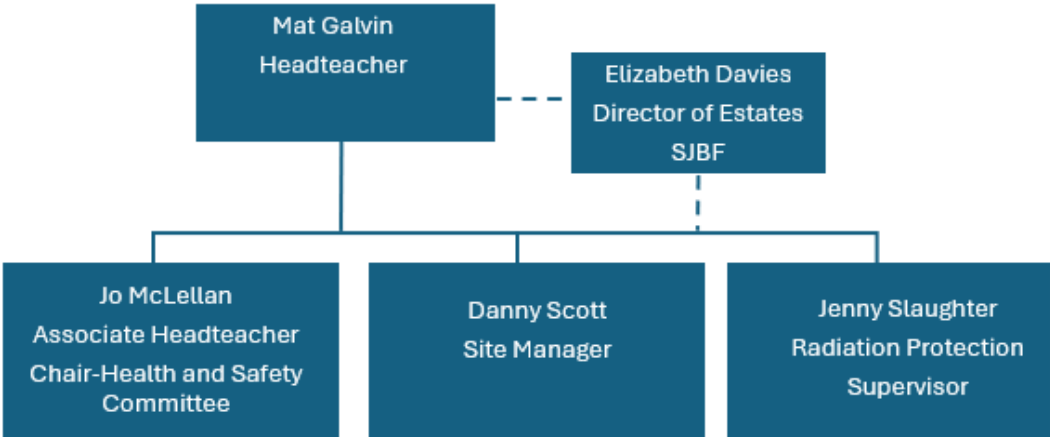 Mat Galvin
Headteacher
Elizabeth Davies
Director of Estates
SJBF
Jo McLellan
Associate Headteacher
Chair-Health and Safety
Committee
Danny Scott
Site Manager
Jenny Slaughter
Radiation Protection
Supervisor